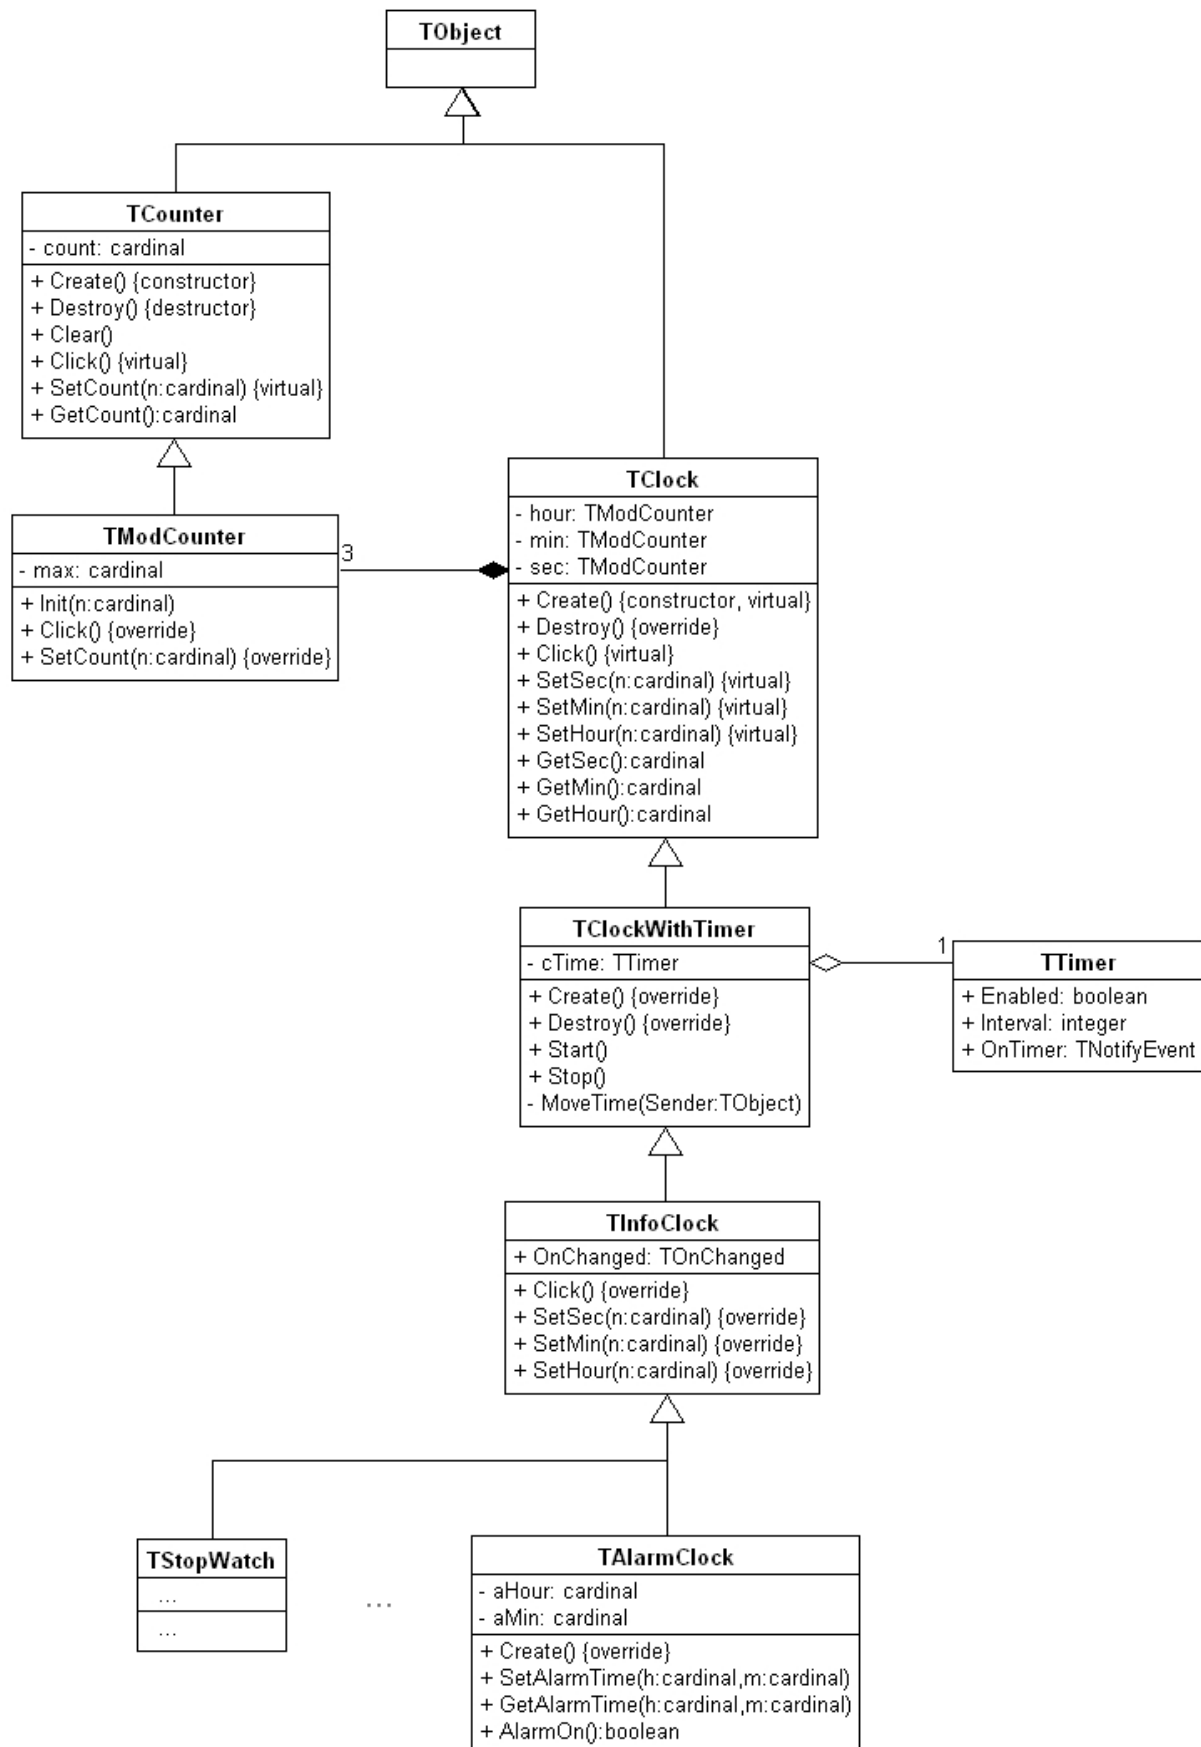 TObject
TCounter
- count: cardinal
+ Create() {constructor}
+ Destroy() {destructor}
+ Clear()
+ Click() {virtual}
+ SetCount(n:cardinal) {virtual}
+ GetCount():cardinal
TModCounter
- max: cardinal
+ Init(n:cardinal)
+ Click() {override}
+ SetCount(n:cardinal) {override}
3
TClock
- hour: TModCounter
- min: TModCounter
- sec: TModCounter
+ Create() {constructor, virtual}
+ Destroy() {override}
+ Click() {virtual}
+ SetSec(n:cardinal) {virtual}
+ SetMin(n:cardinal) {virtual}
+ SetHour(n:cardinal) {virtual}
+ GetSec():cardinal
+ GetMin():cardinal
+ GetHour():cardinal
TClockWithTimer
- cTime: TTimer
+ Create() {override}
+ Destroy() {override}
+ Start()
+ Stop()
- MoveTime(Sender:TObject)
1
TTimer
+ Enabled: boolean
+ Interval: integer
+ OnTimer: TNotifyEvent
TInfoClock
+ OnChanged: TOnChanged
+ Click() {override}
+ SetSec(n:cardinal) {override}
+ SetMin(n:cardinal) {override}
+ SetHour(n:cardinal) {override}
TStopWatch
...
...
...
TAlarmClock
- aHour: cardinal
- aMin: cardinal
+ Create() {override}
+ SetAlarmTime(h:cardinal,m:cardinal)
+ GetAlarmTime(h:cardinal,m:cardinal)
+ AlarmOn():boolean